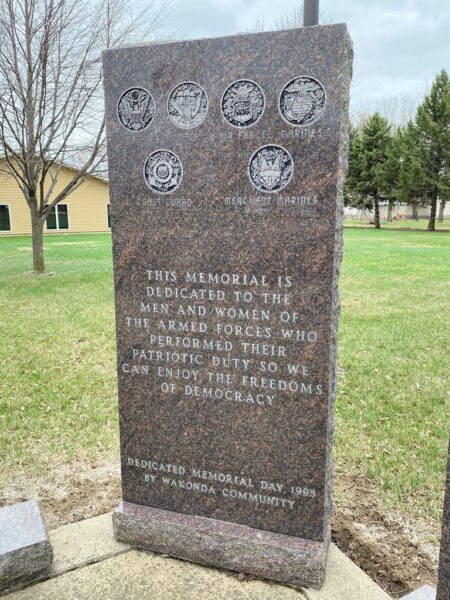 AIR FORCE
MARINES
COAST GUARD
MERCHANT MARINES
THIS MEMORIAL IS
DEDICATED TO THE
MEN AND WOMEN OF
THE ARMED FORCES WHO
PERFORMED THEIR
PATRIOTIC DUTY SO WE
CAN ENJOY THE FREEDOMS
OF DEMOCRACY
DEDICATED MEMORIAL DAY, 1995
BY WAKONDA COMMUNITY